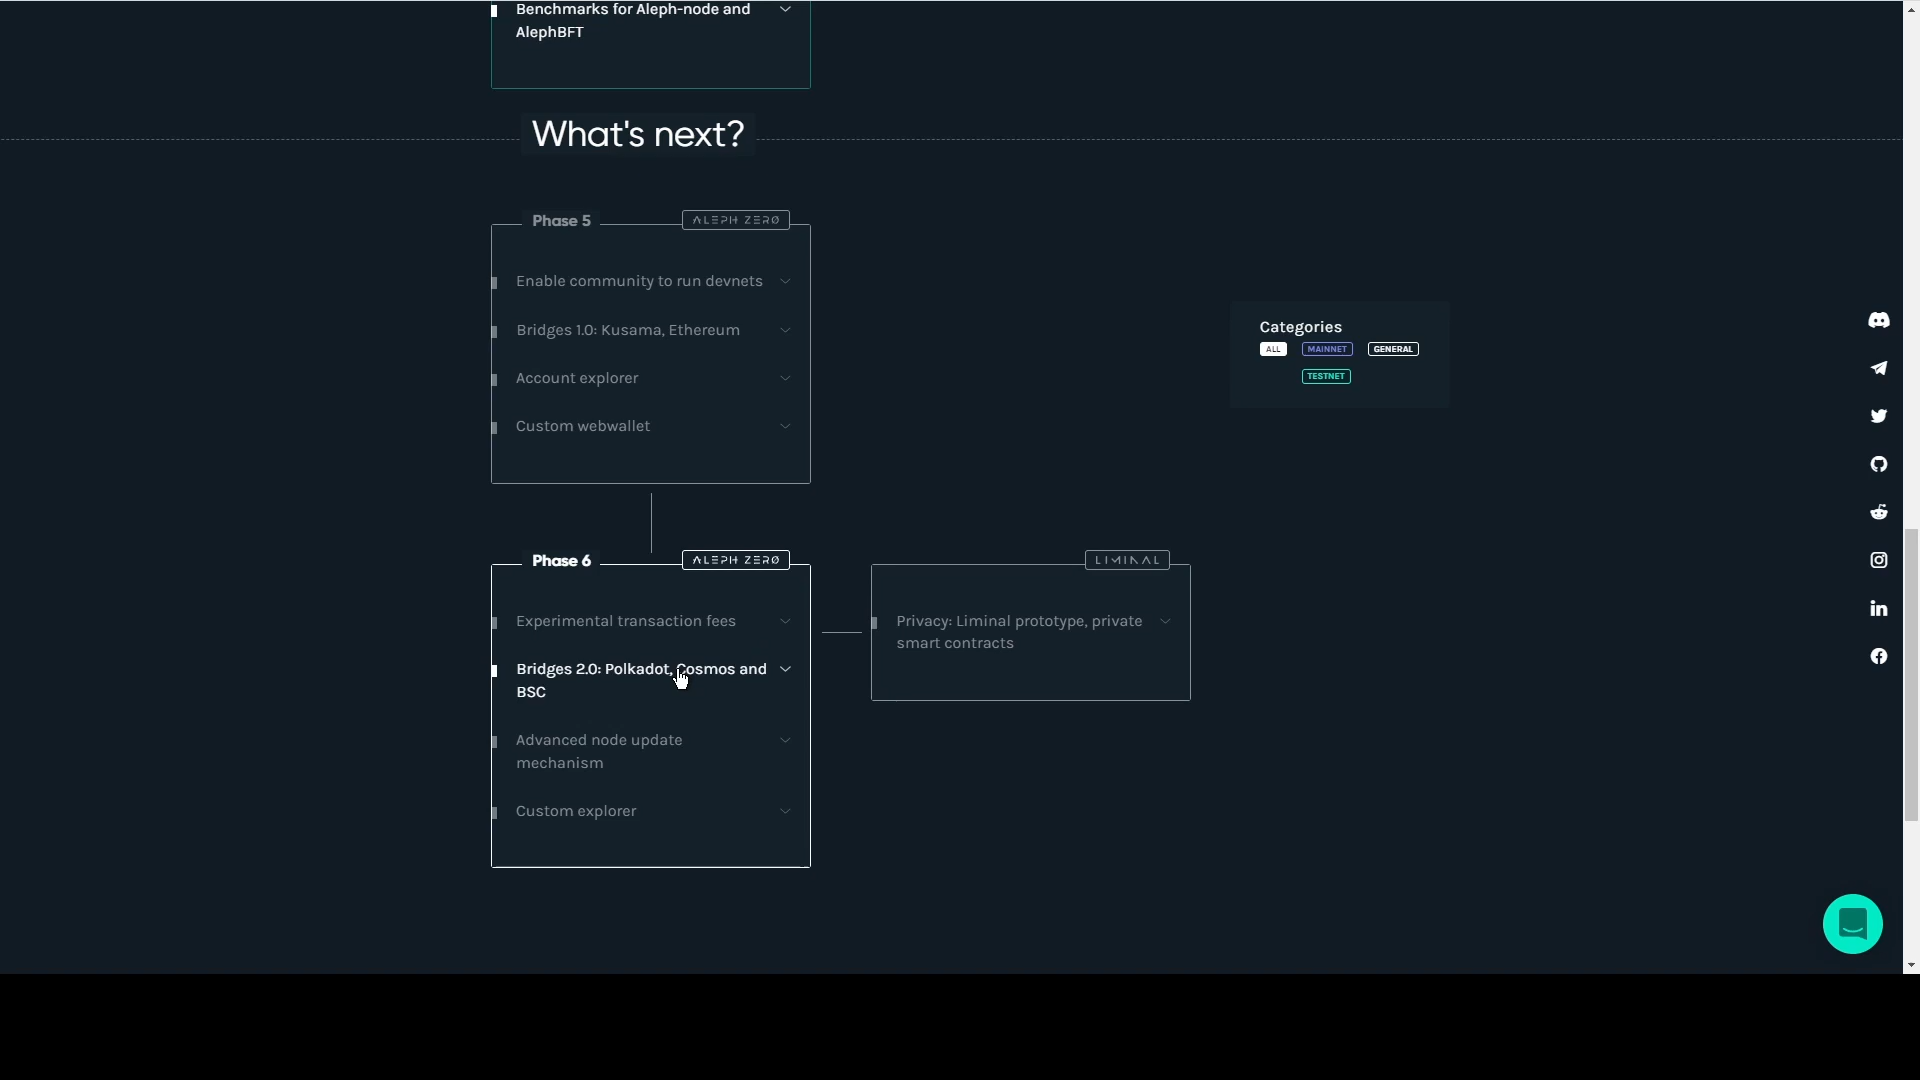 Benchmarks for Aleph-node and
AlephBFT
What's next?
Phase 5
ALEPH ZERØ
Enable community to run devnets
Bridges 1.0: Kusama, Ethereum
Account explorer
Custom webwallet
Categories
ALL
MAINNET
GENERAL
TESTNET
Phase 6
ALEPH ZERØ
Experimental transaction fees
Bridges 2.0: Polkadot, Cosmos and
BSC
Advanced node update
mechanism
Custom explorer
LIMINAL
Privacy: Liminal prototype, private
smart contracts